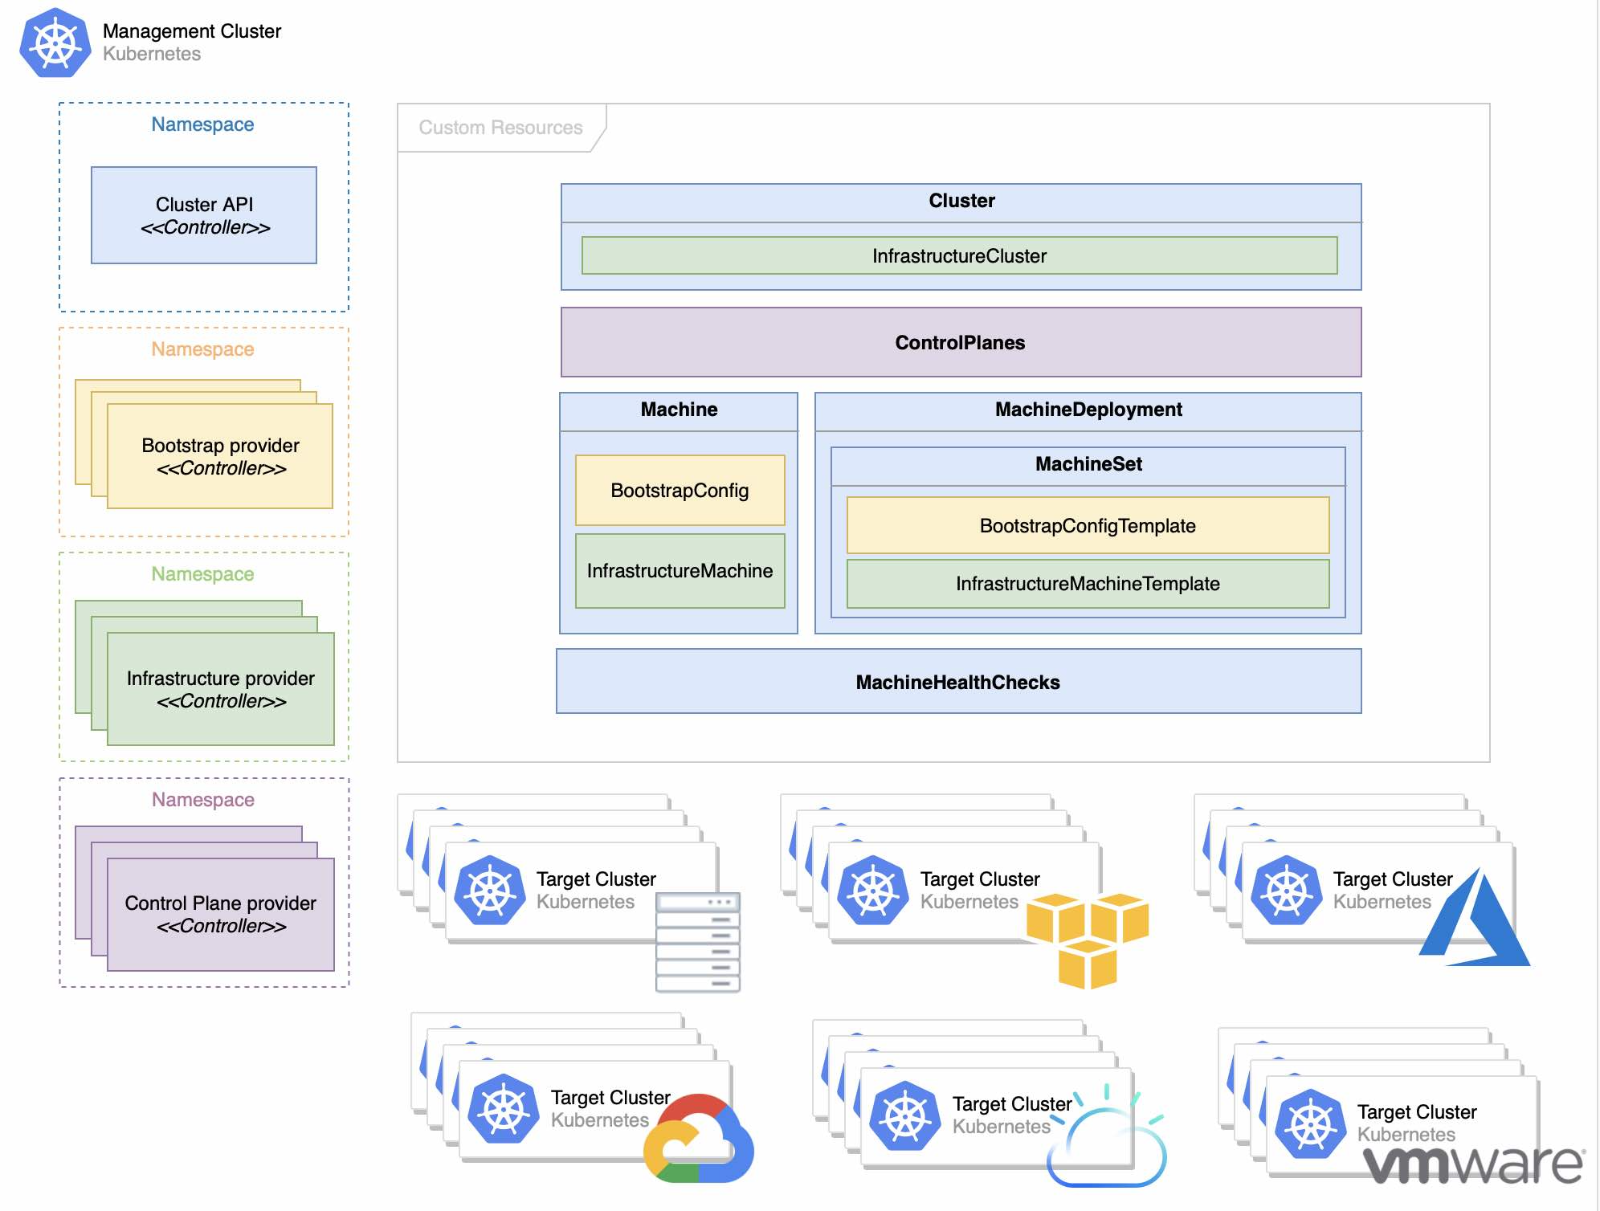 Management Cluster
Kubernetes
Namespace
Cluster API
<<Controller>>
Namespace
Bootstrap provider
<<Controller>>
Namespace
Infrastructure provider
<<Controller>>
Namespace
Control Plane provider
<<Controller>>
Custom Resources
Cluster
InfrastructureCluster
ControlPlanes
Machine
BootstrapConfig
InfrastructureMachine
MachineDeployment
MachineSet
BootstrapConfigTemplate
InfrastructureMachineTemplate
MachineHealthChecks
Target Cluster
Kubernetes
Target Cluster
Kubernetes
Target Cluster
Kubernetes
Target Cluster
Kubernetes
Target Cluster
Kubernetes
Target Cluster
Kubernetes
vmware®